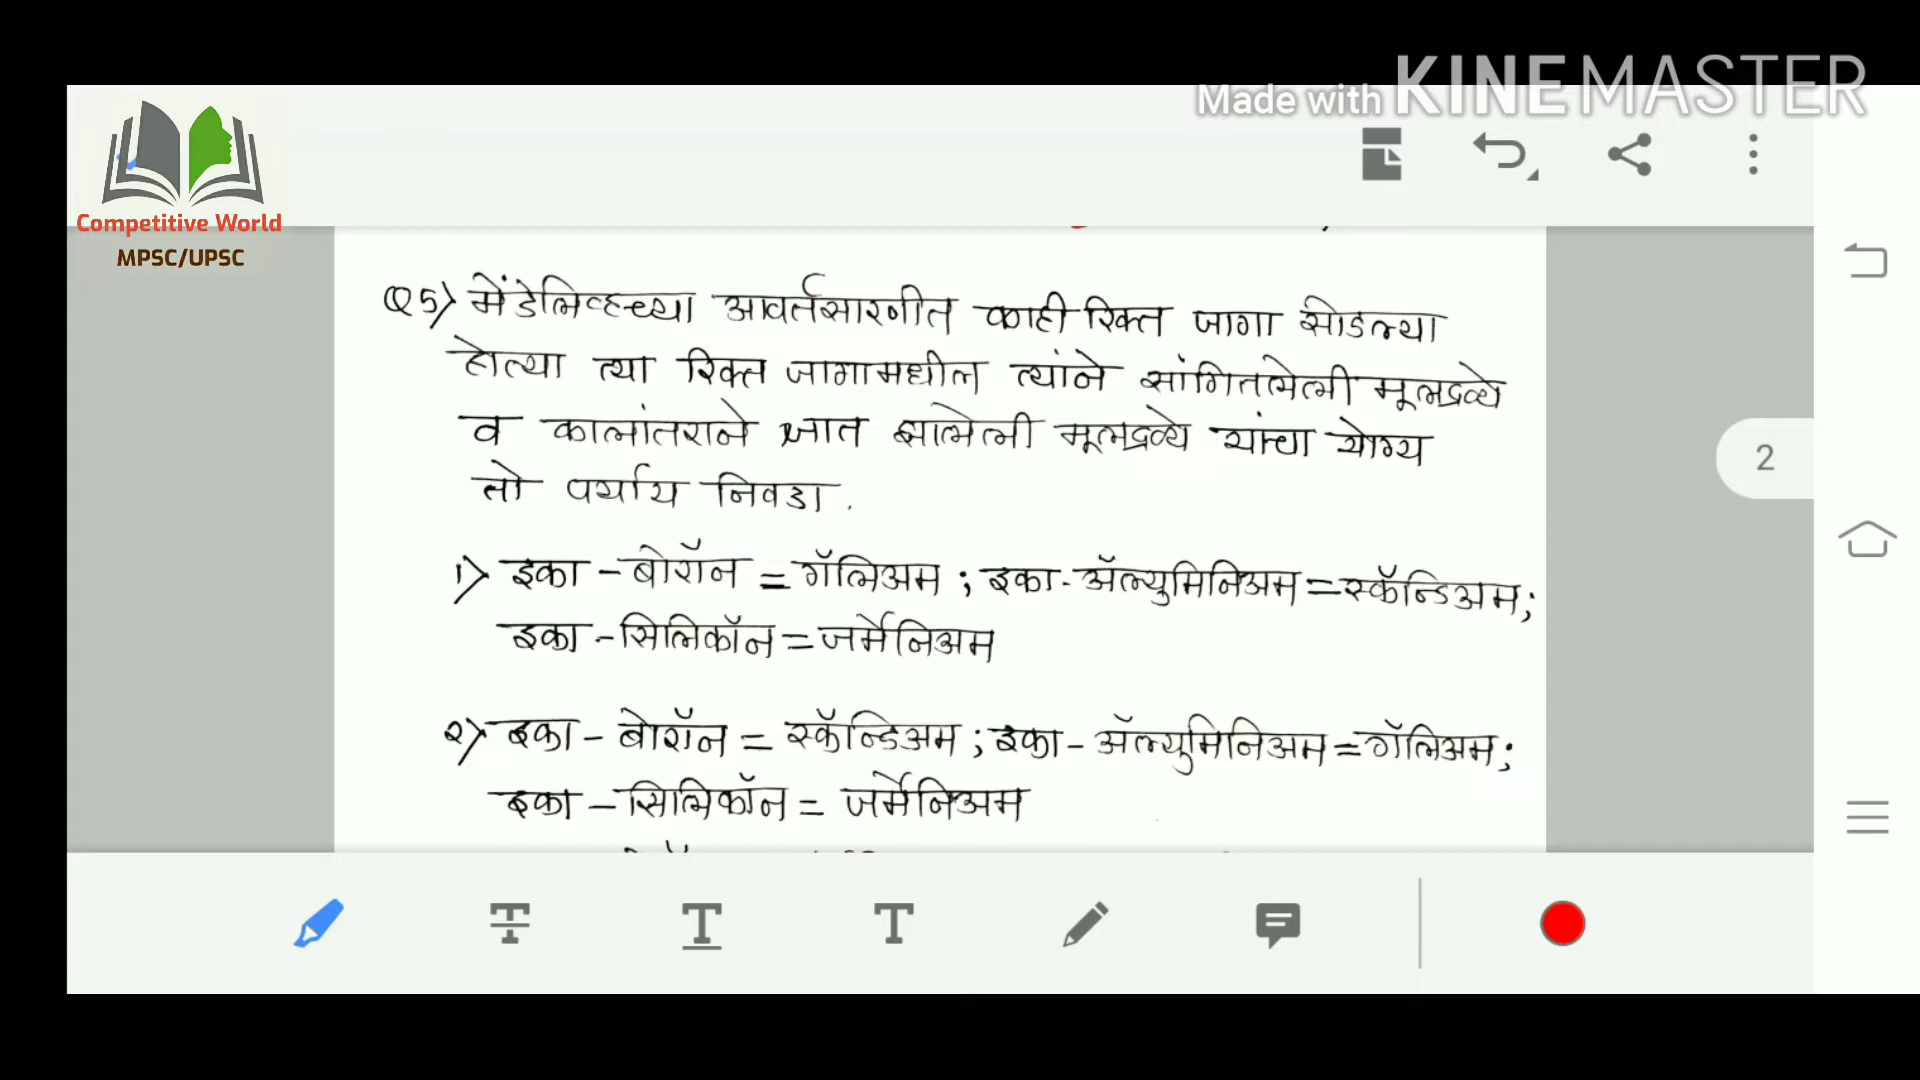 Made with KINEMASTER
Competitive World
MPSC/UPSC
Q5) मेंडेलिव्हच्या आवर्तसारणीत काही रिक्त जागा सोडल्या
होत्या त्या रिक्त जागामधील त्यांने सांगितलेली मूलद्रव्ये
व कालांतराने ज्ञात झालेली मूलद्रव्ये यांचा योग्य
तो पर्याय निवडा.
१) इका - बोरॉन = गॅलिअम ; इका - ॲल्युमिनिअम = स्कॅन्डिअम ;
इका - सिलिकॉन = जर्मेनिअम
२) इका - बोरॉन = स्कॅन्डिअम ; इका - ॲल्युमिनिअम = गॅलिअम ;
इका - सिलिकॉन = जर्मेनिअम
2
T T T